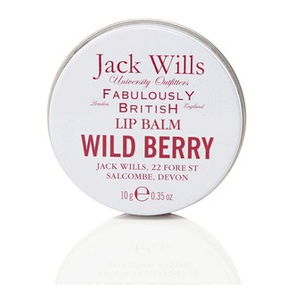 Jack Wills
University Outfitters
FABULOUSLY
London BRITISH England
LIP BALM
WILD BERRY
JACK WILLS, 22 FORE ST
SALCOMBE, DEVON
10g ℮ 0.35 oz